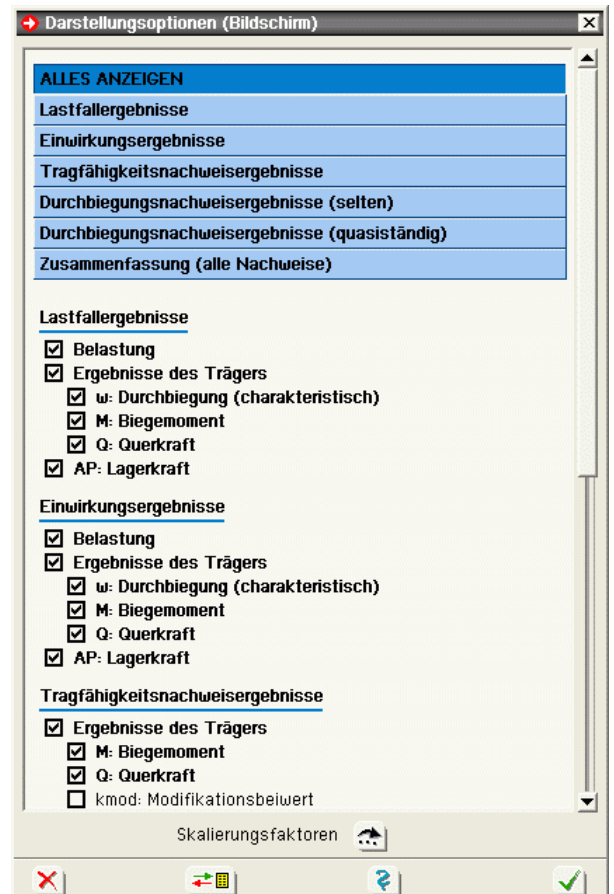 Darstellungsoptionen (Bildschirm)
ALLES ANZEIGEN
Lastfallergebnisse
Einwirkungsergebnisse
Tragfähigkeitsnachweisergebnisse
Durchbiegungsnachweisergebnisse (selten)
Durchbiegungsnachweisergebnisse (quasiständig)
Zusammenfassung (alle Nachweise)
Lastfallergebnisse
Belastung
Ergebnisse des Trägers
w: Durchbiegung (charakteristisch)
M: Biegemoment
Q: Querkraft
AP: Lagerkraft
Einwirkungsergebnisse
Belastung
Ergebnisse des Trägers
w: Durchbiegung (charakteristisch)
M: Biegemoment
Q: Querkraft
AP: Lagerkraft
Tragfähigkeitsnachweisergebnisse
Ergebnisse des Trägers
M: Biegemoment
Q: Querkraft
kmod: Modifikationsbeiwert
Skalierungsfaktoren